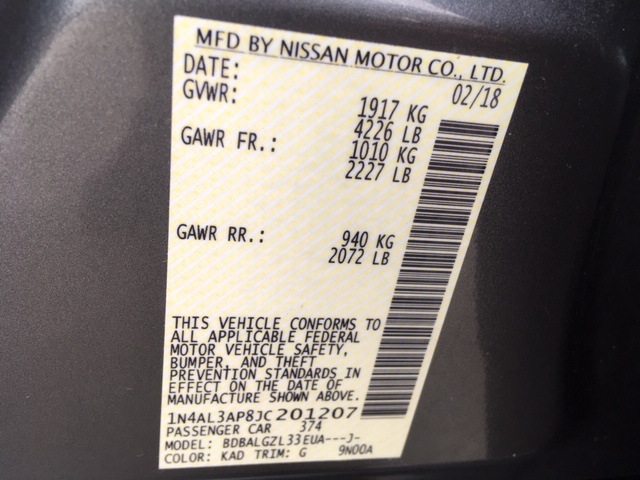 MFD BY NISSAN MOTOR CO., LTD.
DATE: 02/18
GVWR: 1917 KG
4226 LB
GAWR FR.: 1010 KG
2227 LB
GAWR RR.: 940 KG
2072 LB
THIS VEHICLE CONFORMS TO
ALL APPLICABLE FEDERAL
MOTOR VEHICLE SAFETY,
BUMPER, AND THEFT
PREVENTION STANDARDS IN
EFFECT ON THE DATE OF
MANUFACTURE SHOWN ABOVE.
1N4AL3AP8JC201207
PASSENGER CAR 374
MODEL: BDBALGZL33EUA---J-
COLOR: KAD TRIM: G 9N00A